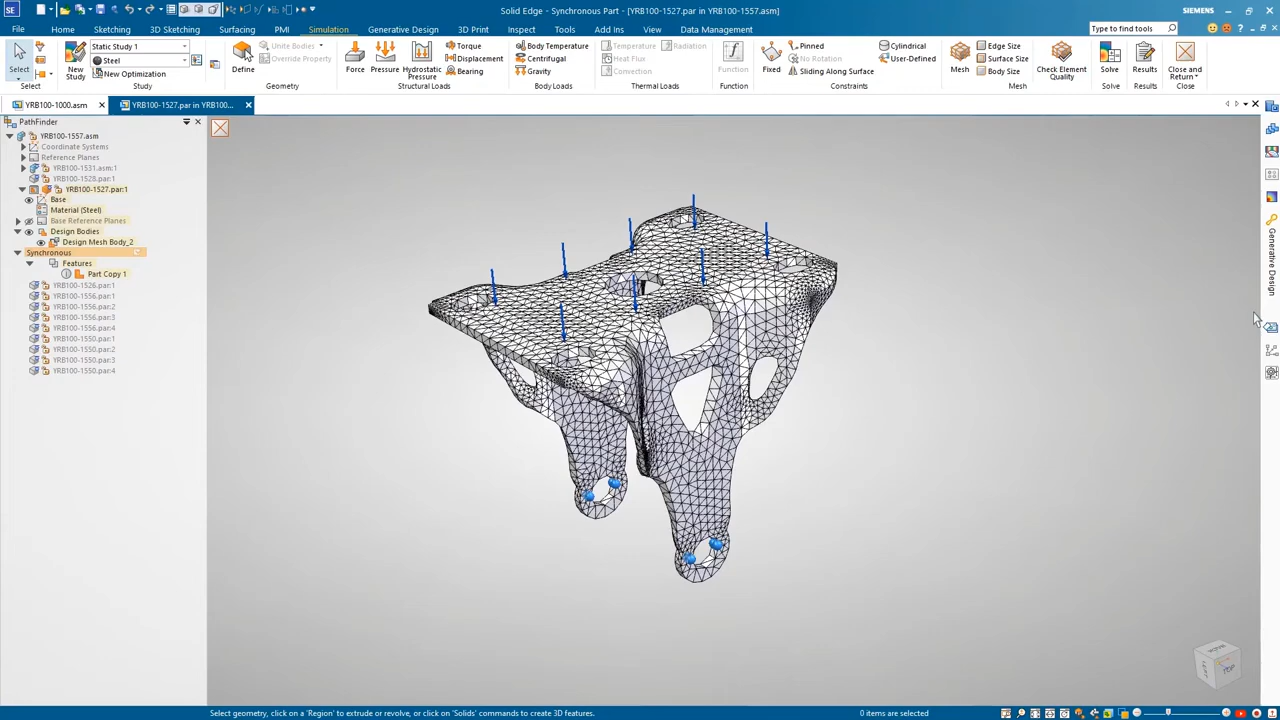 SE
Solid Edge - Synchronous Part - [YRB100-1527.par in YRB100-1557.asm]
SIEMENS
File Home Sketching 3D Sketching Surfacing PMI Simulation Generative Design 3D Print Inspect Tools Add Ins View Data Management
Type to find tools
Static Study 1
Steel
New Optimization
Select
New Study
Define
Unite Bodies
Override Property
Force
Pressure
Hydrostatic Pressure
Torque
Displacement
Bearing
Body Temperature
Centrifugal
Gravity
Temperature
Heat Flux
Convection
Radiation
Function
Fixed
Pinned
No Rotation
Sliding Along Surface
Cylindrical
User-Defined
Mesh
Edge Size
Surface Size
Body Size
Check Element Quality
Solve
Results
Close and Return
Select Study Geometry Structural Loads Body Loads Thermal Loads Function Constraints Mesh Solve Results Close
YRB100-1000.asm
YRB100-1527.par in YRB100...
PathFinder
YRB100-1557.asm
Coordinate Systems
Reference Planes
YRB100-1531.asm:1
YRB100-1528.par:1
YRB100-1527.par:1
Base
Material (Steel)
Base Reference Planes
Design Bodies
Design Mesh Body_2
Synchronous
Features
Part Copy 1
YRB100-1526.par:1
YRB100-1556.par:1
YRB100-1556.par:2
YRB100-1556.par:3
YRB100-1556.par:4
YRB100-1550.par:1
YRB100-1550.par:2
YRB100-1550.par:3
YRB100-1550.par:4
Generative Design
TOP
Select geometry, click on a 'Region' to extrude or revolve, or click on 'Solids' commands to create 3D features.
0 items are selected